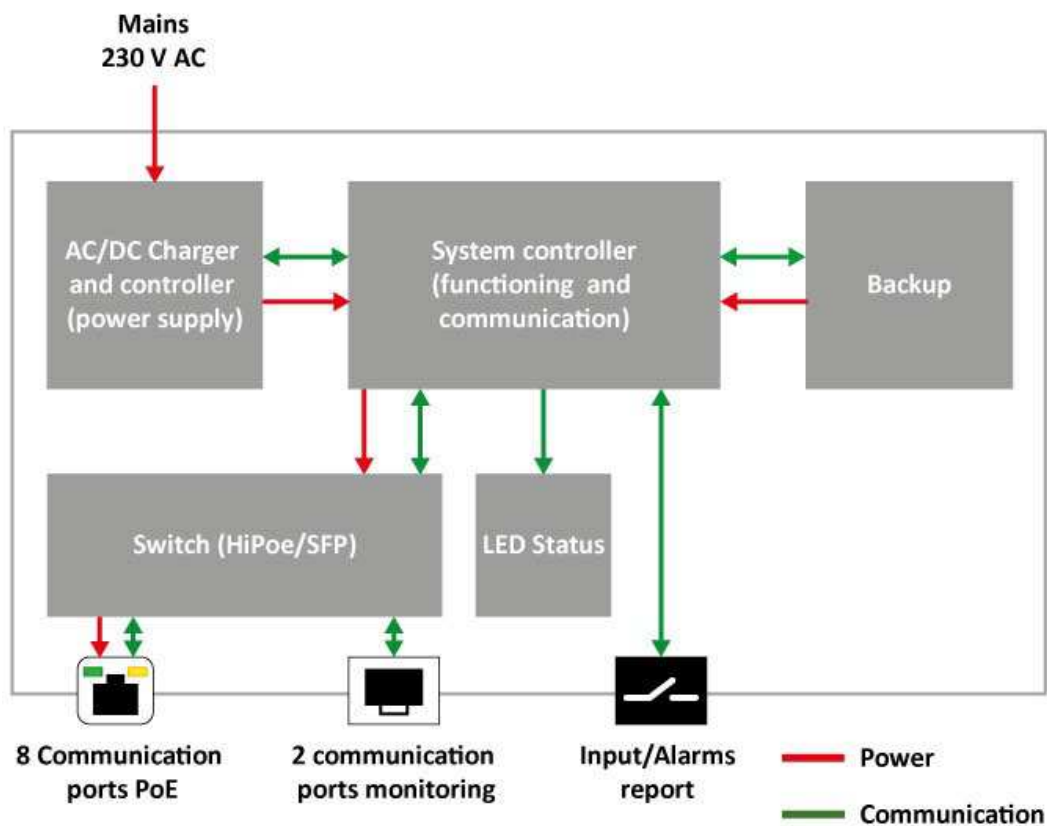 Mains
230 V AC
AC/DC Charger
and controller
(power supply)
System controller
(functioning and
communication)
Backup
Switch (HiPoe/SFP)
LED Status
8 Communication
ports PoE
2 communication
ports monitoring
Input/Alarms
report
Power
Communication